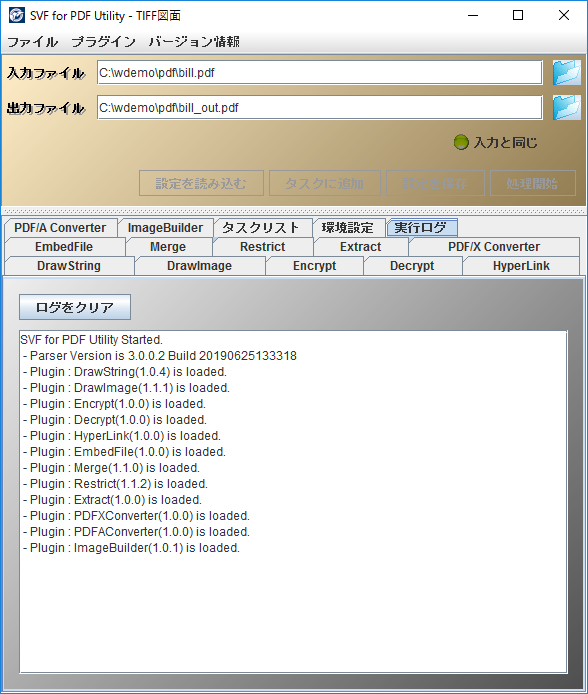 SVF for PDF Utility - TIFF図面
ファイル プラグイン バージョン情報
入力ファイル C:\wdemo\pdf\bill.pdf
出力ファイル C:\wdemo\pdf\bill_out.pdf
入力と同じ
設定を読み込む タスクに追加 設定を保存 処理開始
PDF/A Converter ImageBuilder タスクリスト 環境設定 実行ログ
EmbedFile Merge Restrict Extract PDF/X Converter
DrawString DrawImage Encrypt Decrypt HyperLink
ログをクリア
SVF for PDF Utility Started.
- Parser Version is 3.0.0.2 Build 20190625133318
- Plugin : DrawString(1.0.4) is loaded.
- Plugin : DrawImage(1.1.1) is loaded.
- Plugin : Encrypt(1.0.0) is loaded.
- Plugin : Decrypt(1.0.0) is loaded.
- Plugin : HyperLink(1.0.0) is loaded.
- Plugin : EmbedFile(1.0.0) is loaded.
- Plugin : Merge(1.1.0) is loaded.
- Plugin : Restrict(1.1.2) is loaded.
- Plugin : Extract(1.0.0) is loaded.
- Plugin : PDFXConverter(1.0.0) is loaded.
- Plugin : PDFAConverter(1.0.0) is loaded.
- Plugin : ImageBuilder(1.0.1) is loaded.